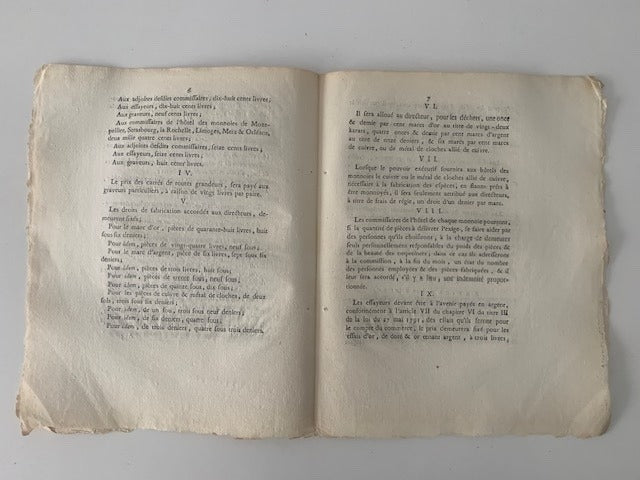 6
Aux adjoints desdits commissaires, dix-huit cents livres;
Aux essayeurs, dix-huit cents livres;
Aux graveurs, neuf cents livres;
Aux commissaires de l'hôtel des monnoies de Montpellier,
Strasbourg, la Rochelle, Limoges, Metz & Orléans,
deux mille quatre cents livres;
Aux adjoints desdits commissaires, seize cents livres;
Aux essayeurs, seize cents livres;
Aux graveurs, huit cents livres.
IV.
Le prix des carrés de toutes grandeurs, sera payé aux
graveurs particuliers, à raison de vingt livres par paire.
V.
Les droits de fabrication accordés aux directeurs, demeurent
fixés;
Pour le marc d'or, pièces de quarante-huit livres, huit
sous six deniers;
Pour idem, pièces de vingt-quatre livres, neuf sous;
Pour le marc d'argent, pièces de six livres, sept sous six
deniers;
Pour idem, pièces de trois livres, huit sous;
Pour idem, pièces de trente sous, neuf sous;
Pour idem, pièces de quinze sous, dix sous;
Pour les pièces de cuivre & métal de cloches, de deux
sols, trois sous six deniers;
Pour idem, de un sou, trois sous neuf deniers;
Pour idem, de six deniers, quatre sous;
Pour idem, de trois deniers, quatre sous trois deniers.
7
VI.
Il sera alloué au directeur, pour les déchets, une once
& demie par cent marcs d'or au titre de vingt-deux
karats, quatre onces & demie par cent marcs d'argent
au titre de onze deniers, & six marcs par cent marcs
de cuivre, ou de métal de cloches allié de cuivre.
VII.
Lorsque le pouvoir exécutif fournira aux hôtels des
monnoies le cuivre ou le métal de cloches allié de cuivre,
nécessaire à la fabrication des espèces, en flaons prêts à
être monnoyés, il sera seulement attribué aux directeurs,
à titre de frais de régie, un droit d'un denier par marc.
VIII.
Les commissaires de l'hôtel de chaque monnoie pourront,
si la quantité de pièces à délivrer l'exige, se faire aider par
des personnes qu'ils choisiront, à la charge de demeurer
seuls personnellement responsables du poids des pièces &
de la beauté des empreintes; dans ce cas ils adresseront
à la commission, à la fin du mois, un état du nombre
des personnes employées & des pièces fabriquées, & il
leur sera accordé, s'il y a lieu, une indemnité proportionnée.
IX.
Les essayeurs devant être à l'avenir payés en argent,
conformément à l'article VII du chapitre VI du titre III
de la loi du 27 mai 1791, des essais qu'ils feront pour
le compte du commerce, le prix demeurera fixé pour les
essais d'or, de doré & or tenant argent, à trois livres,